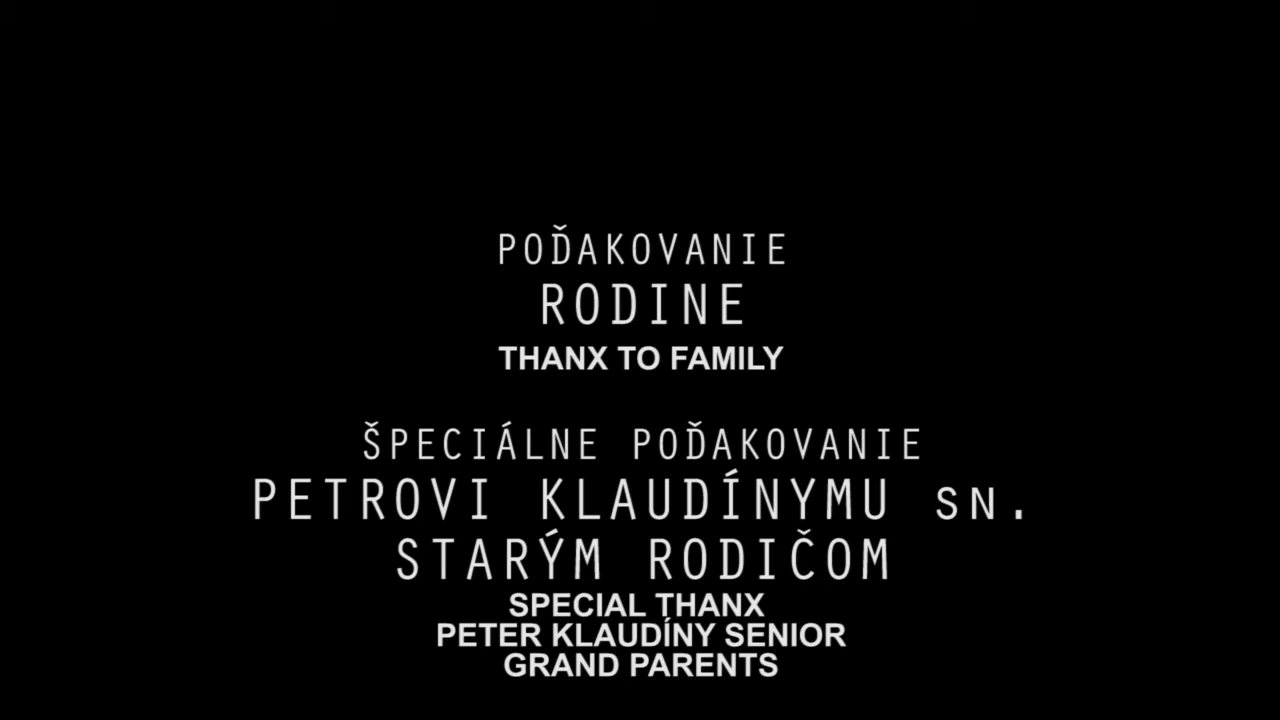 POĎAKOVANIE
RODINE
THANX TO FAMILY
ŠPECIÁLNE POĎAKOVANIE
PETROVI KLAUDÍNYMU sn.
STARÝM RODIČOM
SPECIAL THANX
PETER KLAUDÍNY SENIOR
GRAND PARENTS